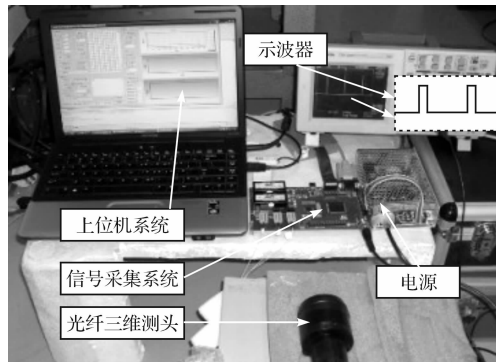 示波器
上位机系统
信号采集系统
电源
光纤三维测头